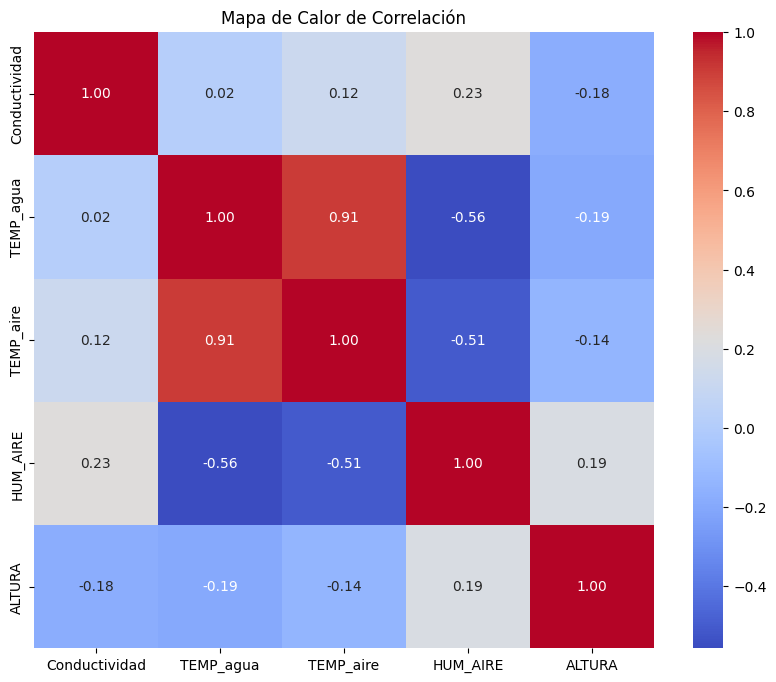 Mapa de Calor de Correlación
Conductividad
1.00 0.02 0.12 0.23 -0.18
TEMP_agua
0.02 1.00 0.91 -0.56 -0.19
TEMP_aire
0.12 0.91 1.00 -0.51 -0.14
HUM_AIRE
0.23 -0.56 -0.51 1.00 0.19
ALTURA
-0.18 -0.19 -0.14 0.19 1.00
Conductividad TEMP_agua TEMP_aire HUM_AIRE ALTURA
1.0
0.8
0.6
0.4
0.2
0.0
−0.2
−0.4